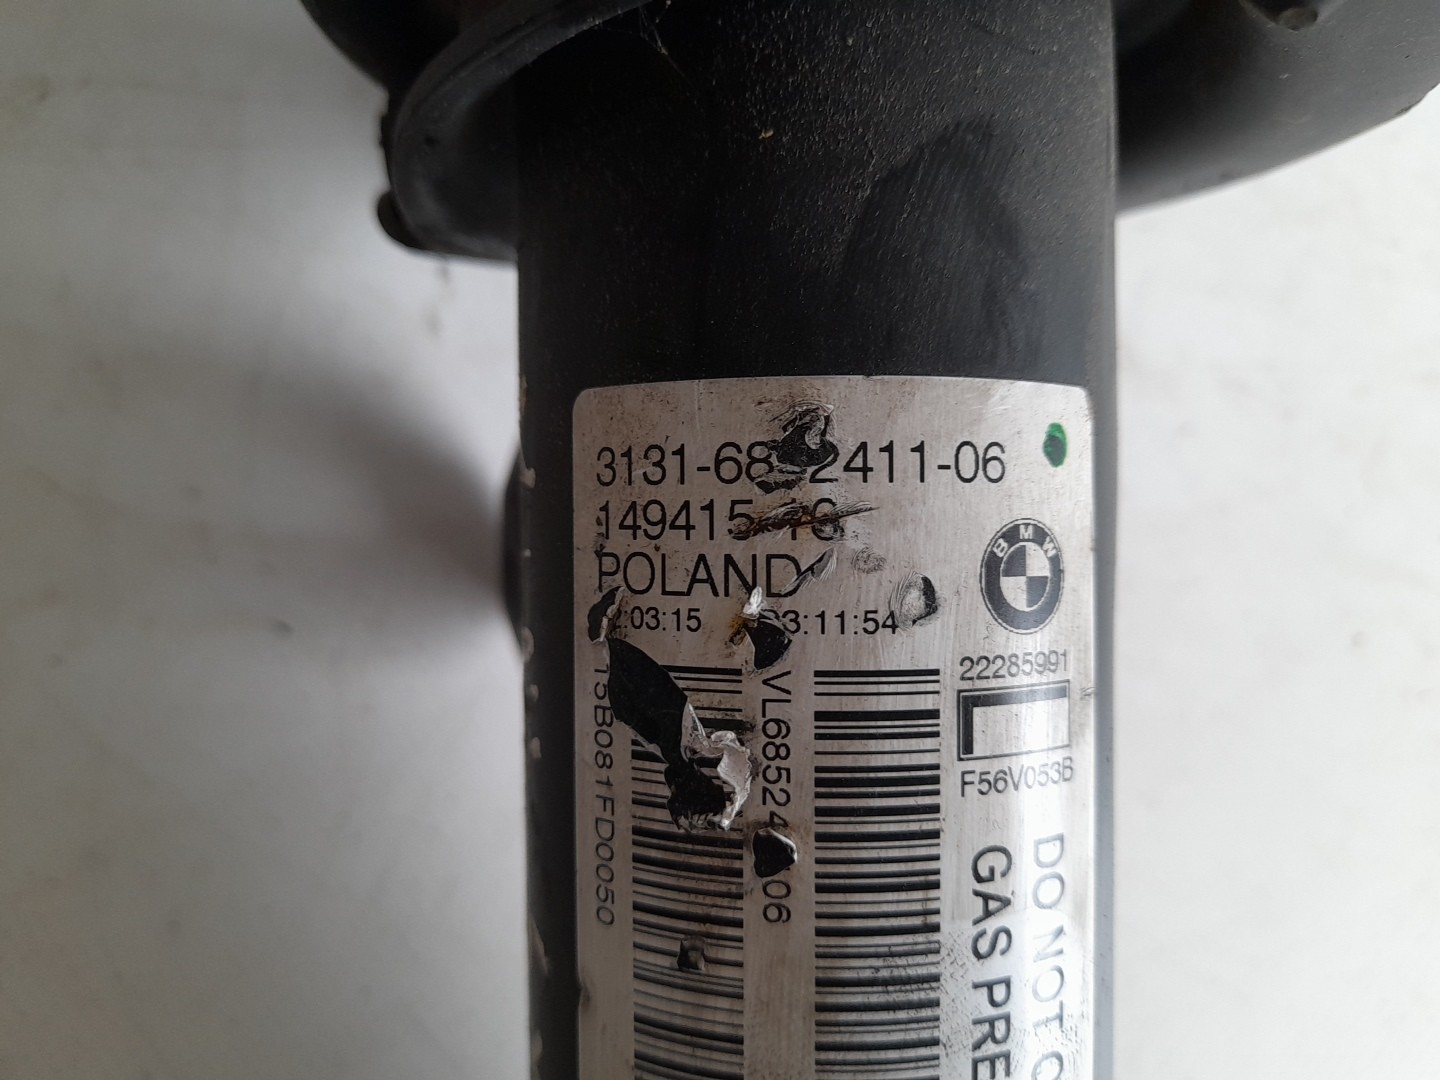 3131-68 2411-06
149415
POLAND
:03:15 3:11:54
BMW
22285991
L
F56V053B
15B081FD0050
VL68524 06
DO NOT
GAS PRE